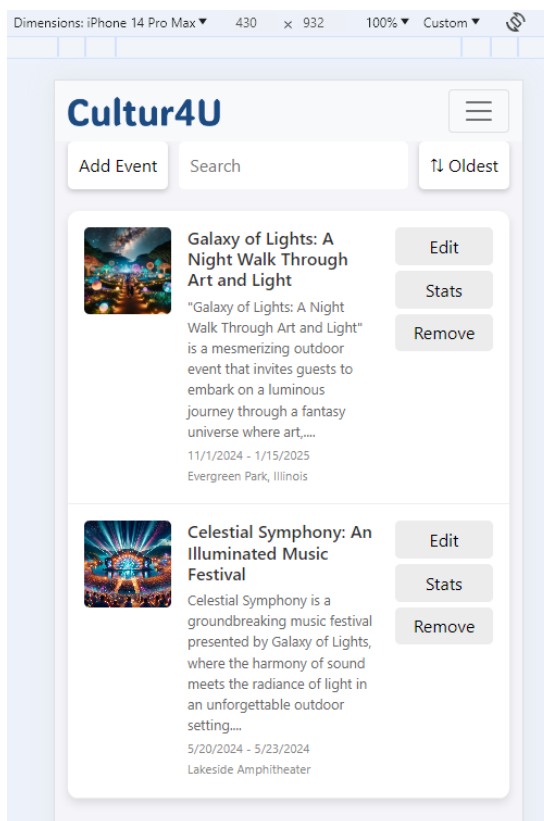 Dimensions: iPhone 14 Pro Max ▼ 430 × 932 100% ▼ Custom ▼
Cultur4U
Add Event Search ⇅ Oldest
Galaxy of Lights: A
Night Walk Through
Art and Light
"Galaxy of Lights: A Night
Walk Through Art and Light"
is a mesmerizing outdoor
event that invites guests to
embark on a luminous
journey through a fantasy
universe where art,....
11/1/2024 - 1/15/2025
Evergreen Park, Illinois
Edit
Stats
Remove
Celestial Symphony: An
Illuminated Music
Festival
Celestial Symphony is a
groundbreaking music festival
presented by Galaxy of Lights,
where the harmony of sound
meets the radiance of light in
an unforgettable outdoor
setting....
5/20/2024 - 5/23/2024
Lakeside Amphitheater
Edit
Stats
Remove